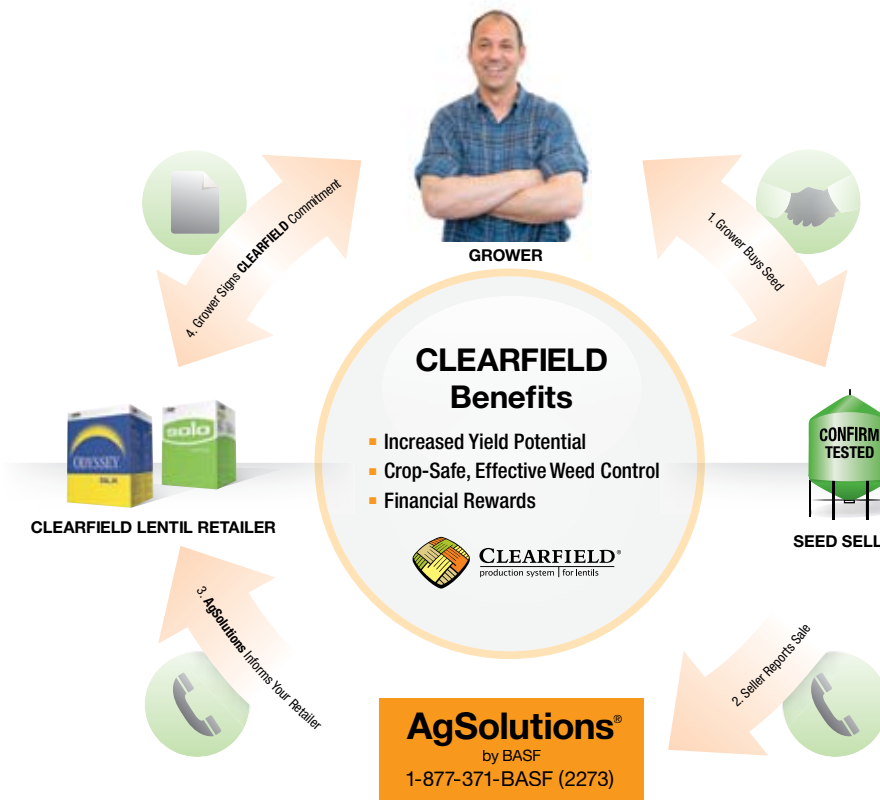 GROWER
4. Grower Signs CLEARFIELD Commitment
1. Grower Buys Seed
CLEARFIELD
Benefits
Increased Yield Potential
Crop-Safe, Effective Weed Control
Financial Rewards
CLEARFIELD®
production system | for lentils
ODYSSEY
DLX
solo
CLEARFIELD LENTIL RETAILER
CONFIRM
TESTED
SEED SELL
3. AgSolutions Informs Your Retailer
2. Seller Reports Sale
AgSolutions®
by BASF
1-877-371-BASF (2273)